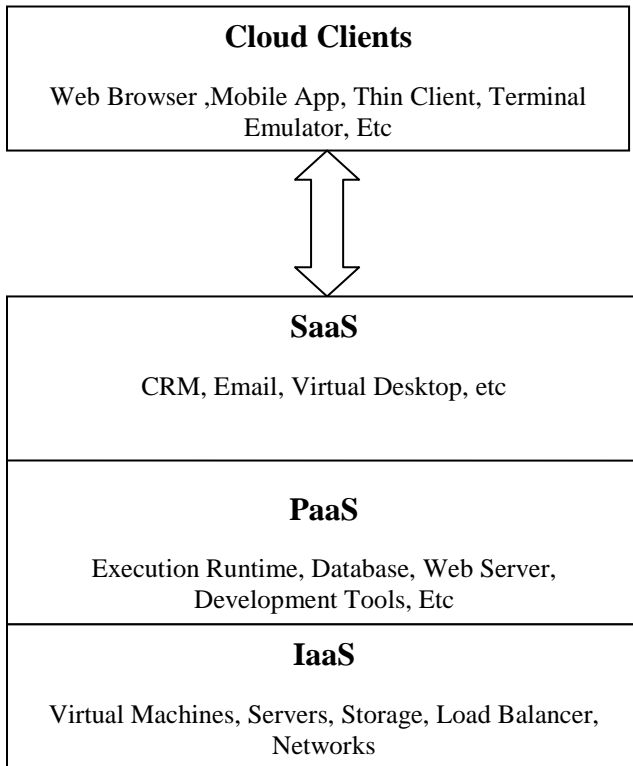 Cloud Clients
Web Browser ,Mobile App, Thin Client, Terminal
Emulator, Etc
SaaS
CRM, Email, Virtual Desktop, etc
PaaS
Execution Runtime, Database, Web Server,
Development Tools, Etc
IaaS
Virtual Machines, Servers, Storage, Load Balancer,
Networks